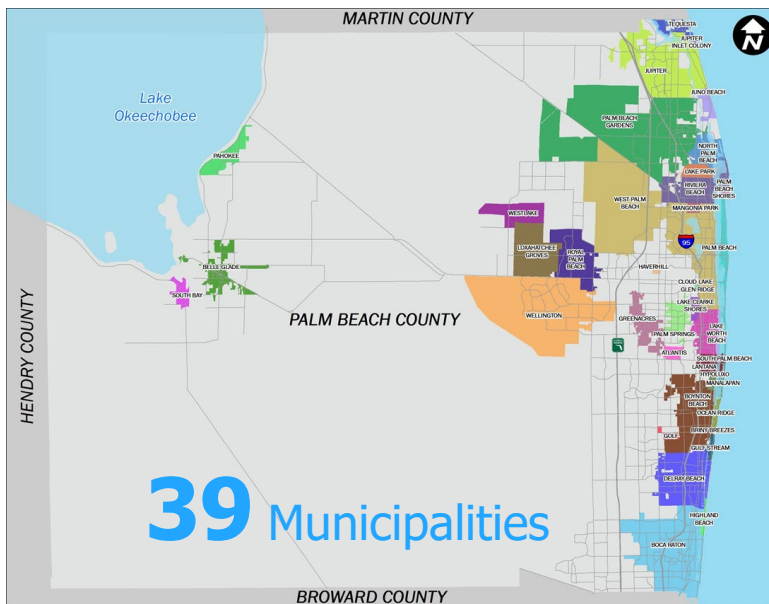 MARTIN COUNTY
N
TEQUESTA
JUPITER
INLET COLONY
JUPITER
Lake
Okeechobee
JUNO BEACH
PALM BEACH
GARDENS
PAHOKEE
NORTH
PALM
BEACH
LAKE PARK
RIVIERA
BEACH
PALM
BEACH
SHORES
WEST PALM
BEACH
MANGONIA PARK
WESTLAKE
LOXAHATCHEE
GROVES
ROYAL
PALM
BEACH
95
PALM BEACH
BELLE GLADE
HAVERHILL
SOUTH BAY
CLOUD LAKE
GLEN RIDGE
LAKE CLARKE
SHORES
HENDRY COUNTY
PALM BEACH COUNTY
WELLINGTON
GREENACRES
PALM SPRINGS
LAKE
WORTH
BEACH
ATLANTIS
SOUTH PALM BEACH
LANTANA
HYPOLUXO
MANALAPAN
BOYNTON
BEACH
OCEAN RIDGE
BRINY BREEZES
GOLF
GULF STREAM
DELRAY BEACH
39 Municipalities
HIGHLAND
BEACH
BOCA RATON
BROWARD COUNTY